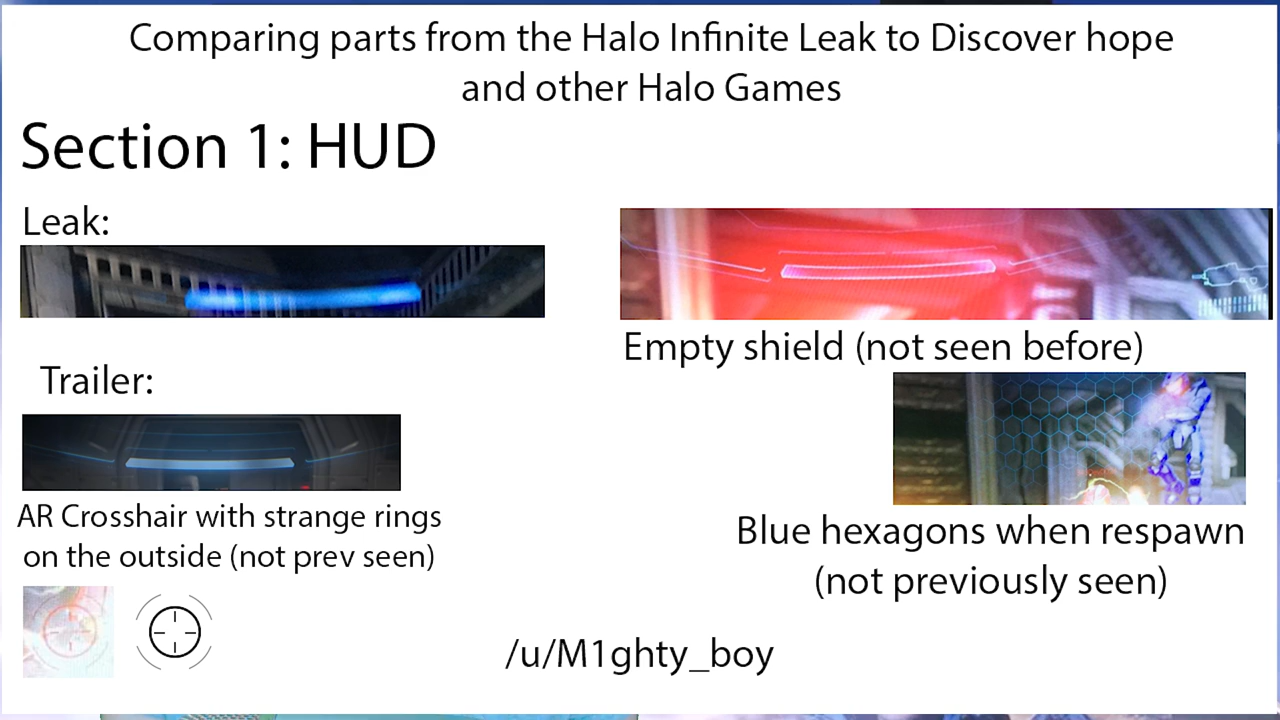 Comparing parts from the Halo Infinite Leak to Discover hope
and other Halo Games
Section 1: HUD
Leak:
Empty shield (not seen before)
Trailer:
AR Crosshair with strange rings
on the outside (not prev seen)
Blue hexagons when respawn
(not previously seen)
/u/M1ghty_boy